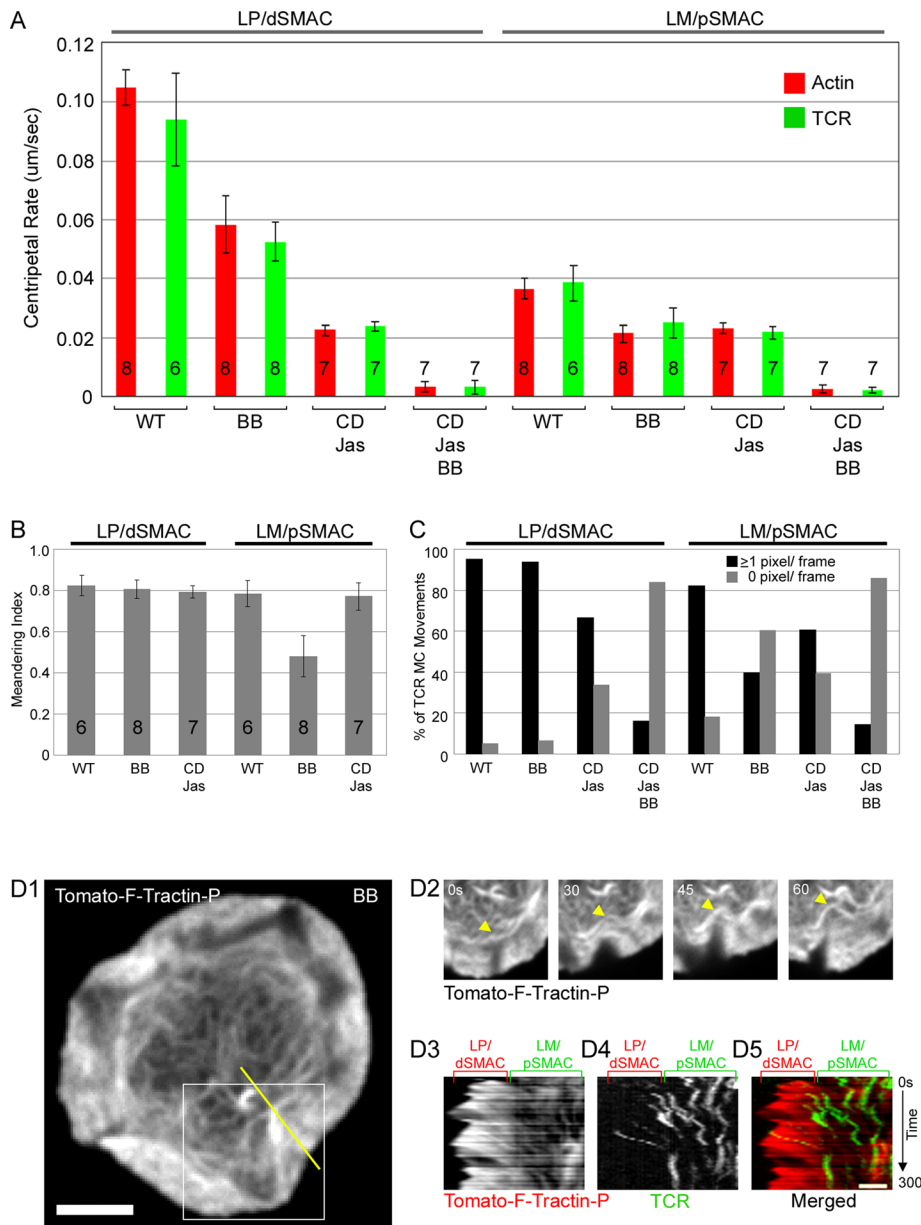 A
LP/dSMAC
LM/pSMAC
0.12
0.10
0.08
0.06
0.04
0.02
0
Centripetal Rate (um/sec)
Actin
TCR
8
6
8
8
7
7
7
7
8
6
8
8
7
7
7
7
WT
BB
CD
Jas
CD
Jas
BB
WT
BB
CD
Jas
CD
Jas
BB
B
LP/dSMAC
LM/pSMAC
1.0
0.8
0.6
0.4
0.2
0
Meandering Index
6
8
7
6
8
7
WT
BB
CD
Jas
WT
BB
CD
Jas
C
LP/dSMAC
LM/pSMAC
100
80
60
40
20
0
% of TCR MC Movements
≥1 pixel/ frame
0 pixel/ frame
WT
BB
CD
Jas
CD
Jas
BB
WT
BB
CD
Jas
CD
Jas
BB
D1
Tomato-F-Tractin-P
BB
D2
0s
30
45
60
Tomato-F-Tractin-P
D3
LP/
dSMAC
LM/
pSMAC
Tomato-F-Tractin-P
D4
LP/
dSMAC
LM/
pSMAC
TCR
D5
LP/
dSMAC
LM/
pSMAC
0s
Time
300
Merged